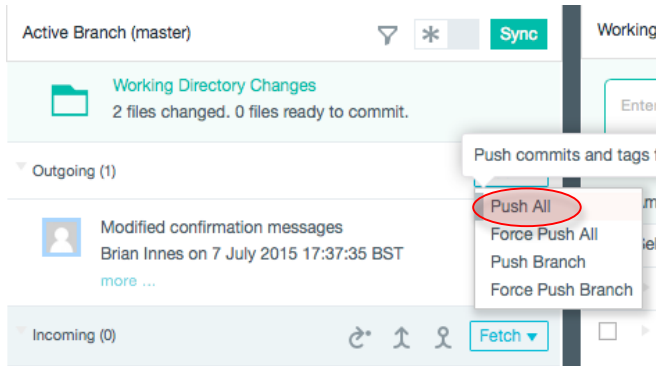 Active Branch (master)
Sync
Working
Working Directory Changes
2 files changed. 0 files ready to commit.
Enter
Push commits and tags
Outgoing (1)
Push All
Force Push All
Push Branch
Force Push Branch
Modified confirmation messages
Brian Innes on 7 July 2015 17:37:35 BST
more ...
Incoming (0)
Fetch